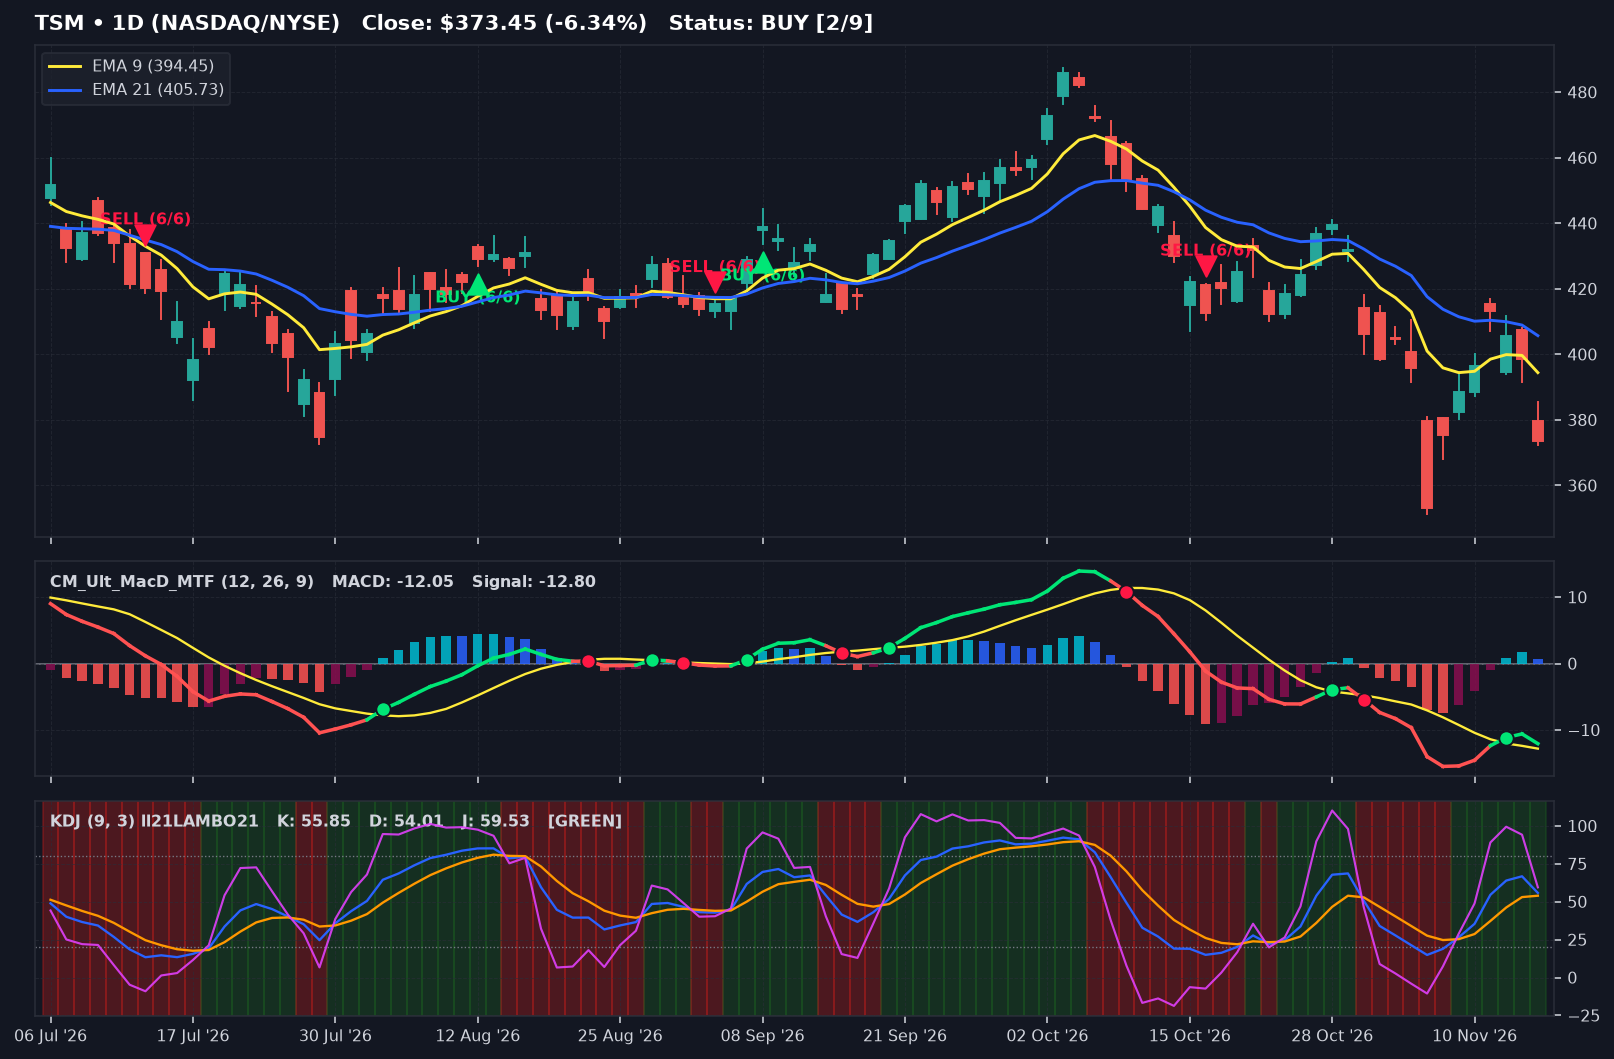 TSM • 1D (NASDAQ/NYSE)   Close: $373.45 (-6.34%)   Status: BUY [2/9]
EMA 9 (394.45)
EMA 21 (405.73)
480
460
440
420
400
380
360
SELL (6/6)
BUY (6/6)
SELL (6/6)
BUY (6/6)
SELL (6/6)
CM_Ult_MacD_MTF (12, 26, 9)   MACD: -12.05   Signal: -12.80
10
0
−10
KDJ (9, 3) II21LAMBO21   K: 55.85   D: 54.01   J: 59.53   [GREEN]
100
75
50
25
0
−25
06 Jul '26
17 Jul '26
30 Jul '26
12 Aug '26
25 Aug '26
08 Sep '26
21 Sep '26
02 Oct '26
15 Oct '26
28 Oct '26
10 Nov '26